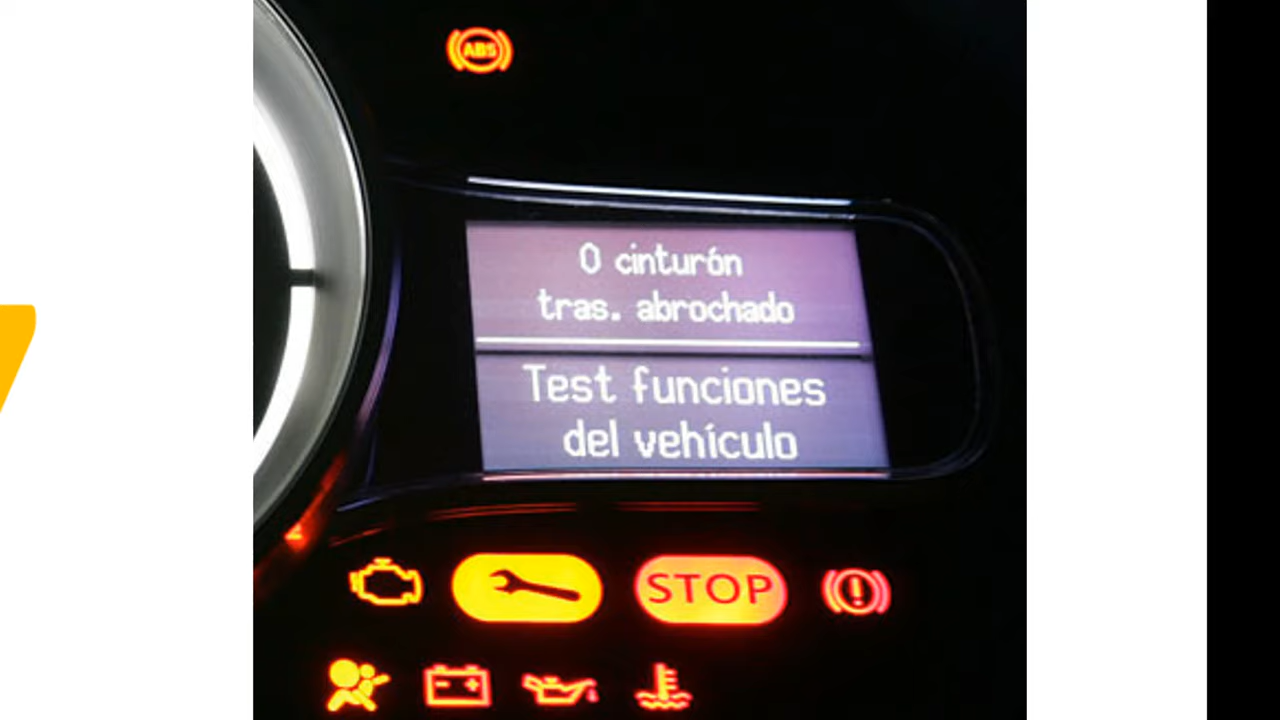 ABS
0 cinturón
tras. abrochado
Test funciones
del vehículo
STOP